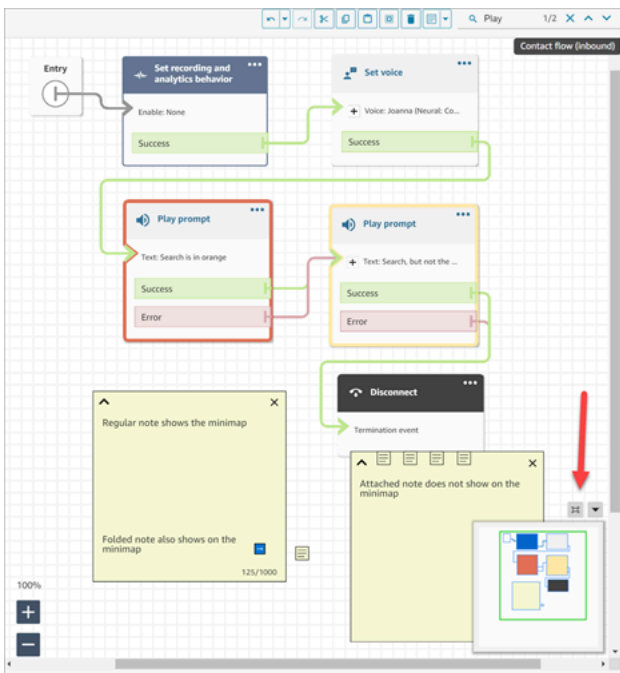 Play 1/2
Contact flow (inbound)
Entry
Set recording and
analytics behavior
Enable: None
Success
Set voice
Voice: Joanna (Neural: Co...
Success
Play prompt
Text: Search is in orange
Success
Error
Play prompt
Text: Search, but not the ...
Success
Error
Disconnect
Termination event
Regular note shows the minimap
Folded note also shows on the
minimap
125/1000
Attached note does not show on the
minimap
100%